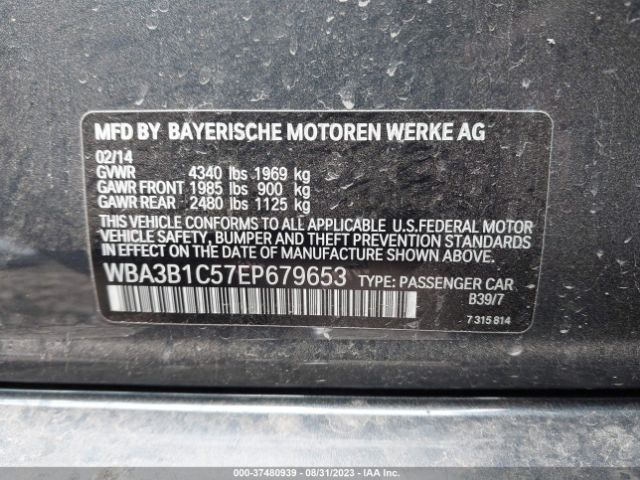 MFD BY BAYERISCHE MOTOREN WERKE AG
02/14
GVWR 4340 lbs 1969 kg
GAWR FRONT 1985 lbs 900 kg
GAWR REAR 2480 lbs 1125 kg
THIS VEHICLE CONFORMS TO ALL APPLICABLE U.S.FEDERAL MOTOR
VEHICLE SAFETY, BUMPER AND THEFT PREVENTION STANDARDS
IN EFFECT ON THE DATE OF MANUFACTURE SHOWN ABOVE.
WBA3B1C57EP679653 TYPE: PASSENGER CAR
B39/7
7 315 814
000-37480939 - 08/31/2023 - IAA Inc.